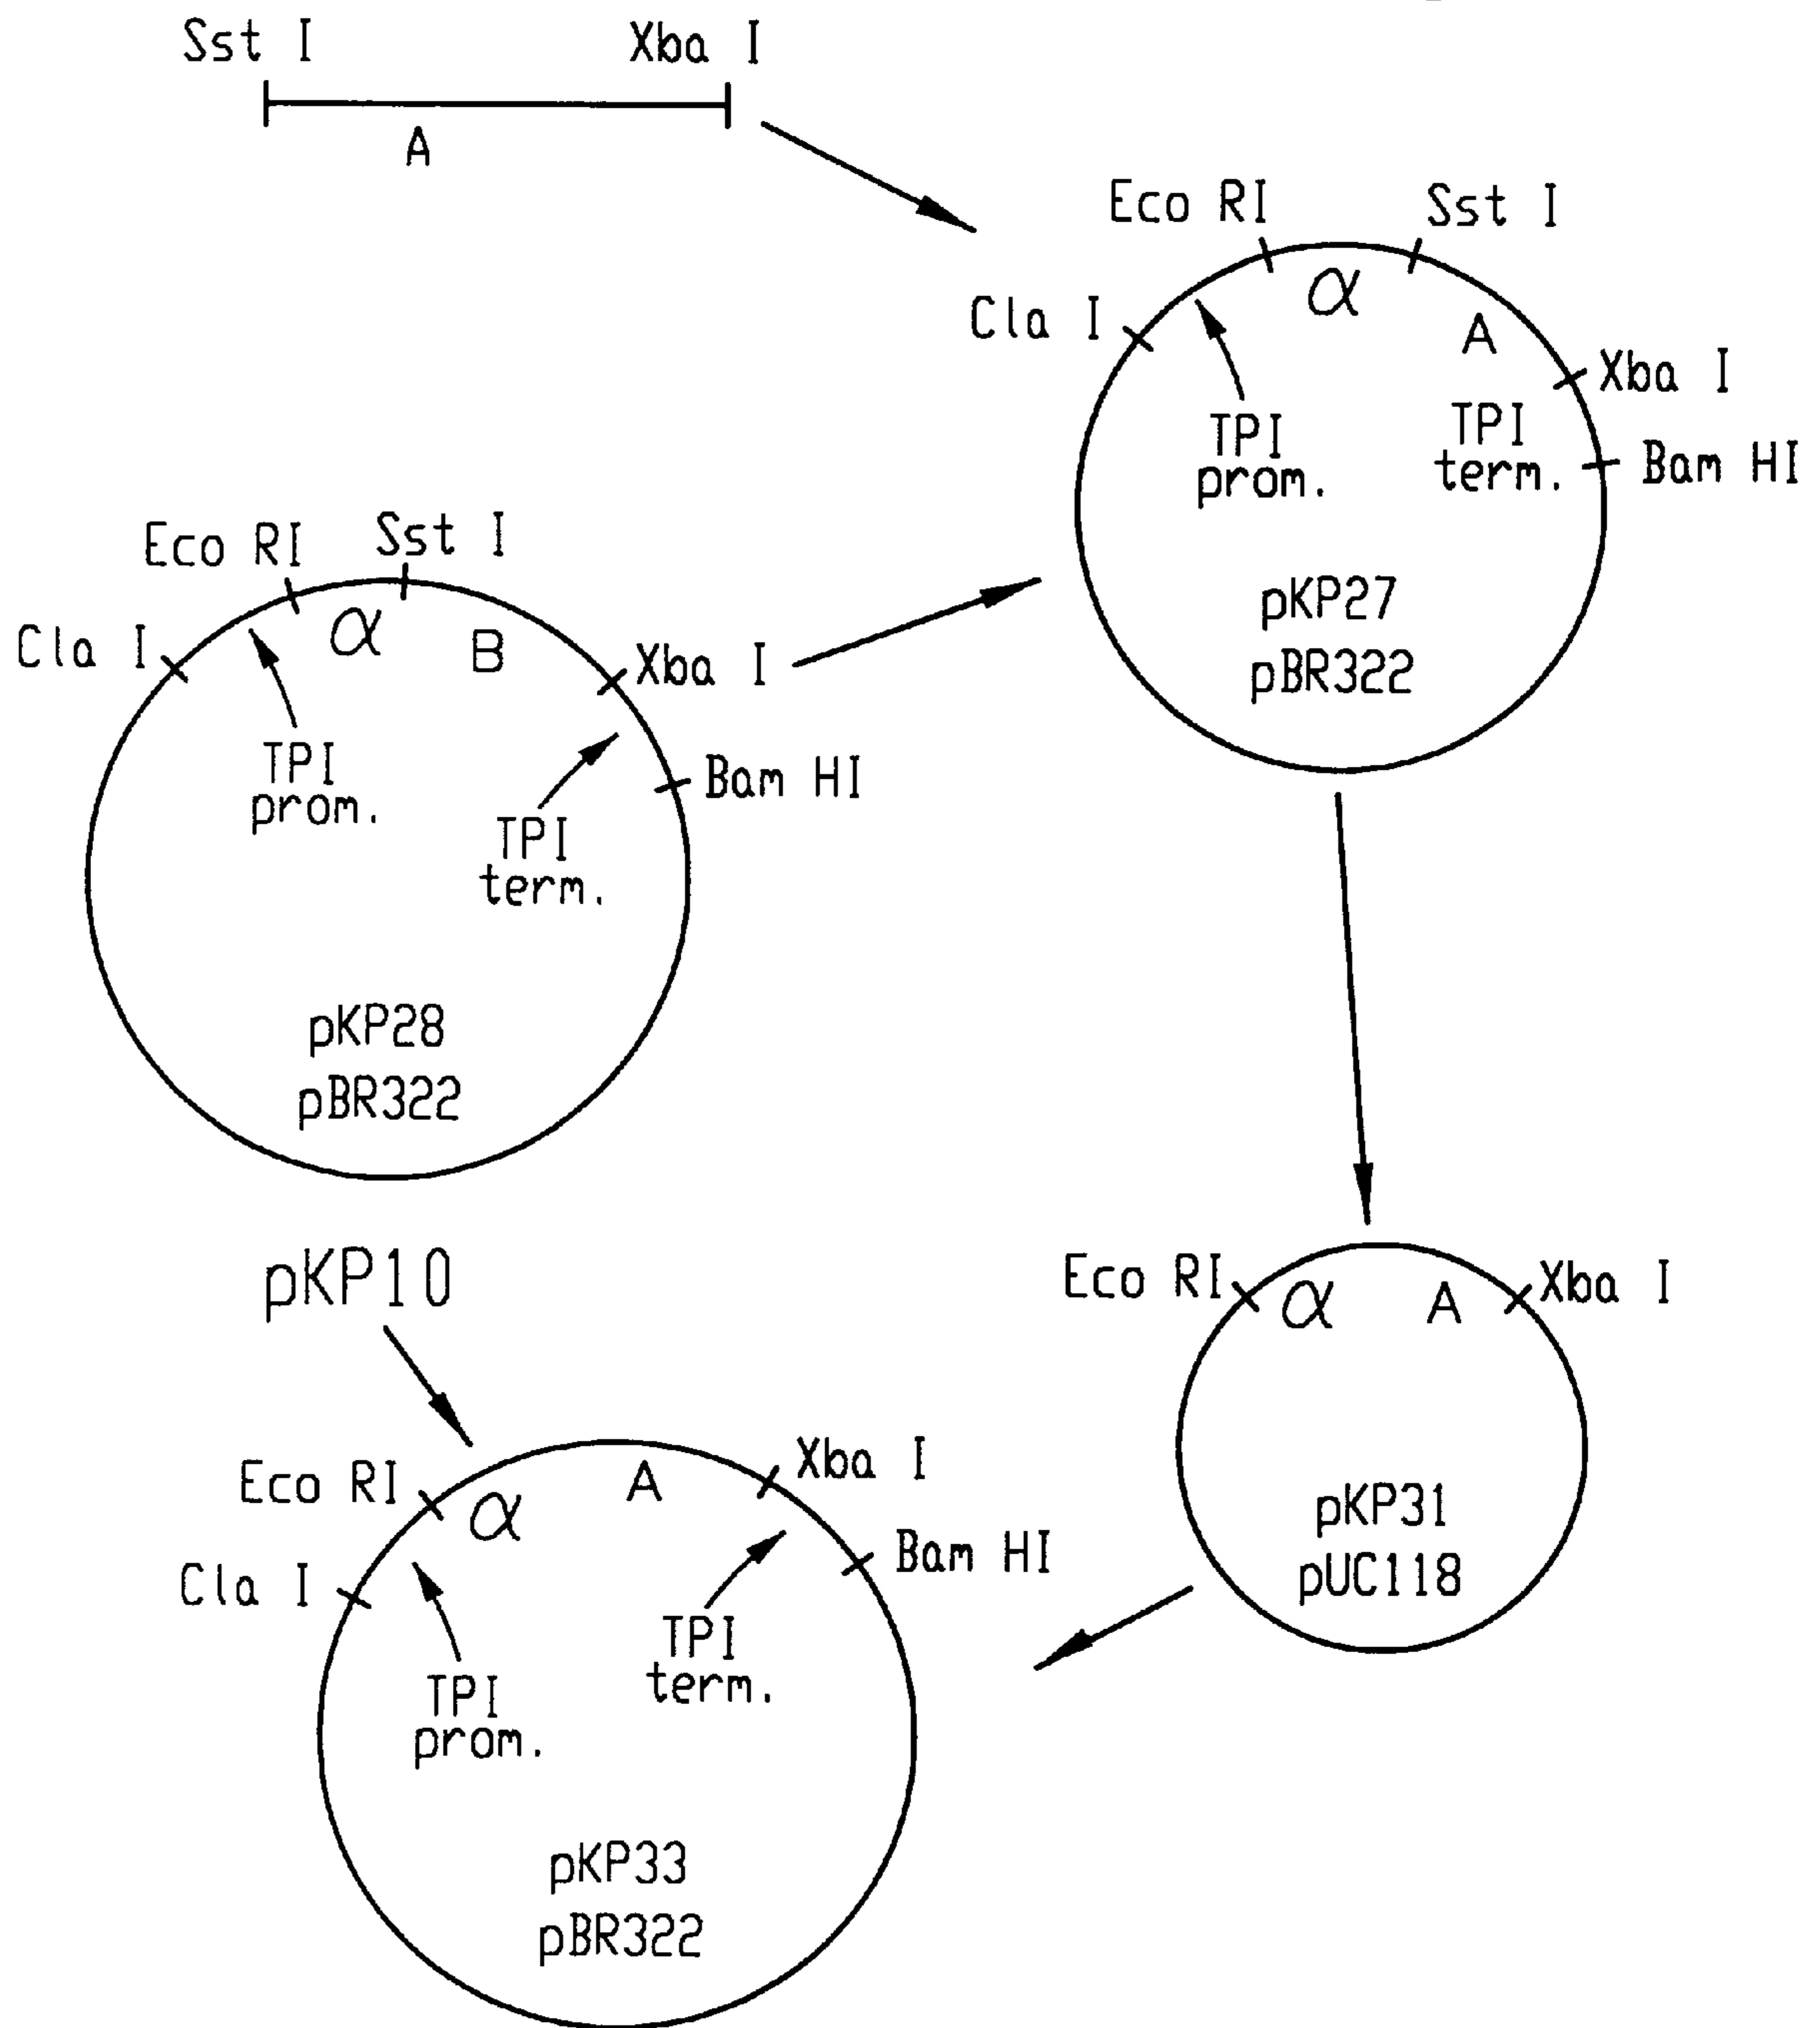 Sst I
Xba I
A
Eco RI
Sst I
Cla I
α
A
Xba I
TPI
prom.
TPI
term.
Bam HI
pKP27
pBR322
Eco RI
Sst I
Cla I
α
B
Xba I
TPI
prom.
Bam HI
TPI
term.
pKP28
pBR322
pKP10
Eco RI
α
A
Xba I
pKP31
pUC118
Eco RI
α
A
Xba I
Cla I
Bam HI
TPI
prom.
TPI
term.
pKP33
pBR322